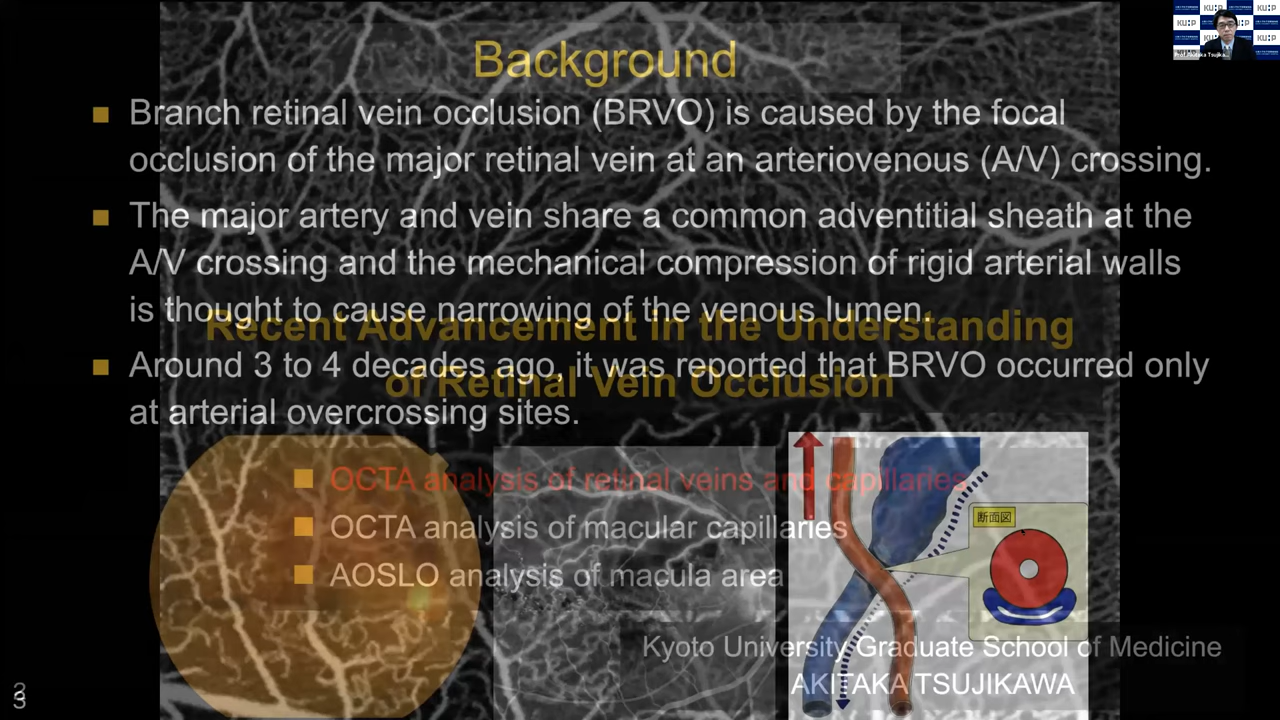 KU:P
Background
■ Branch retinal vein occlusion (BRVO) is caused by the focal
occlusion of the major retinal vein at an arteriovenous (A/V) crossing.
■ The major artery and vein share a common adventitial sheath at the
A/V crossing and the mechanical compression of rigid arterial walls
is thought to cause narrowing of the venous lumen.
■ Around 3 to 4 decades ago, it was reported that BRVO occurred only
at arterial overcrossing sites.
Recent Advancement in the Understanding
of Retinal Vein Occlusion
■ OCTA analysis of retinal veins and capillaries
■ OCTA analysis of macular capillaries
■ AOSLO analysis of macula area
断面図
Kyoto University Graduate School of Medicine
AKITAKA TSUJIKAWA
3